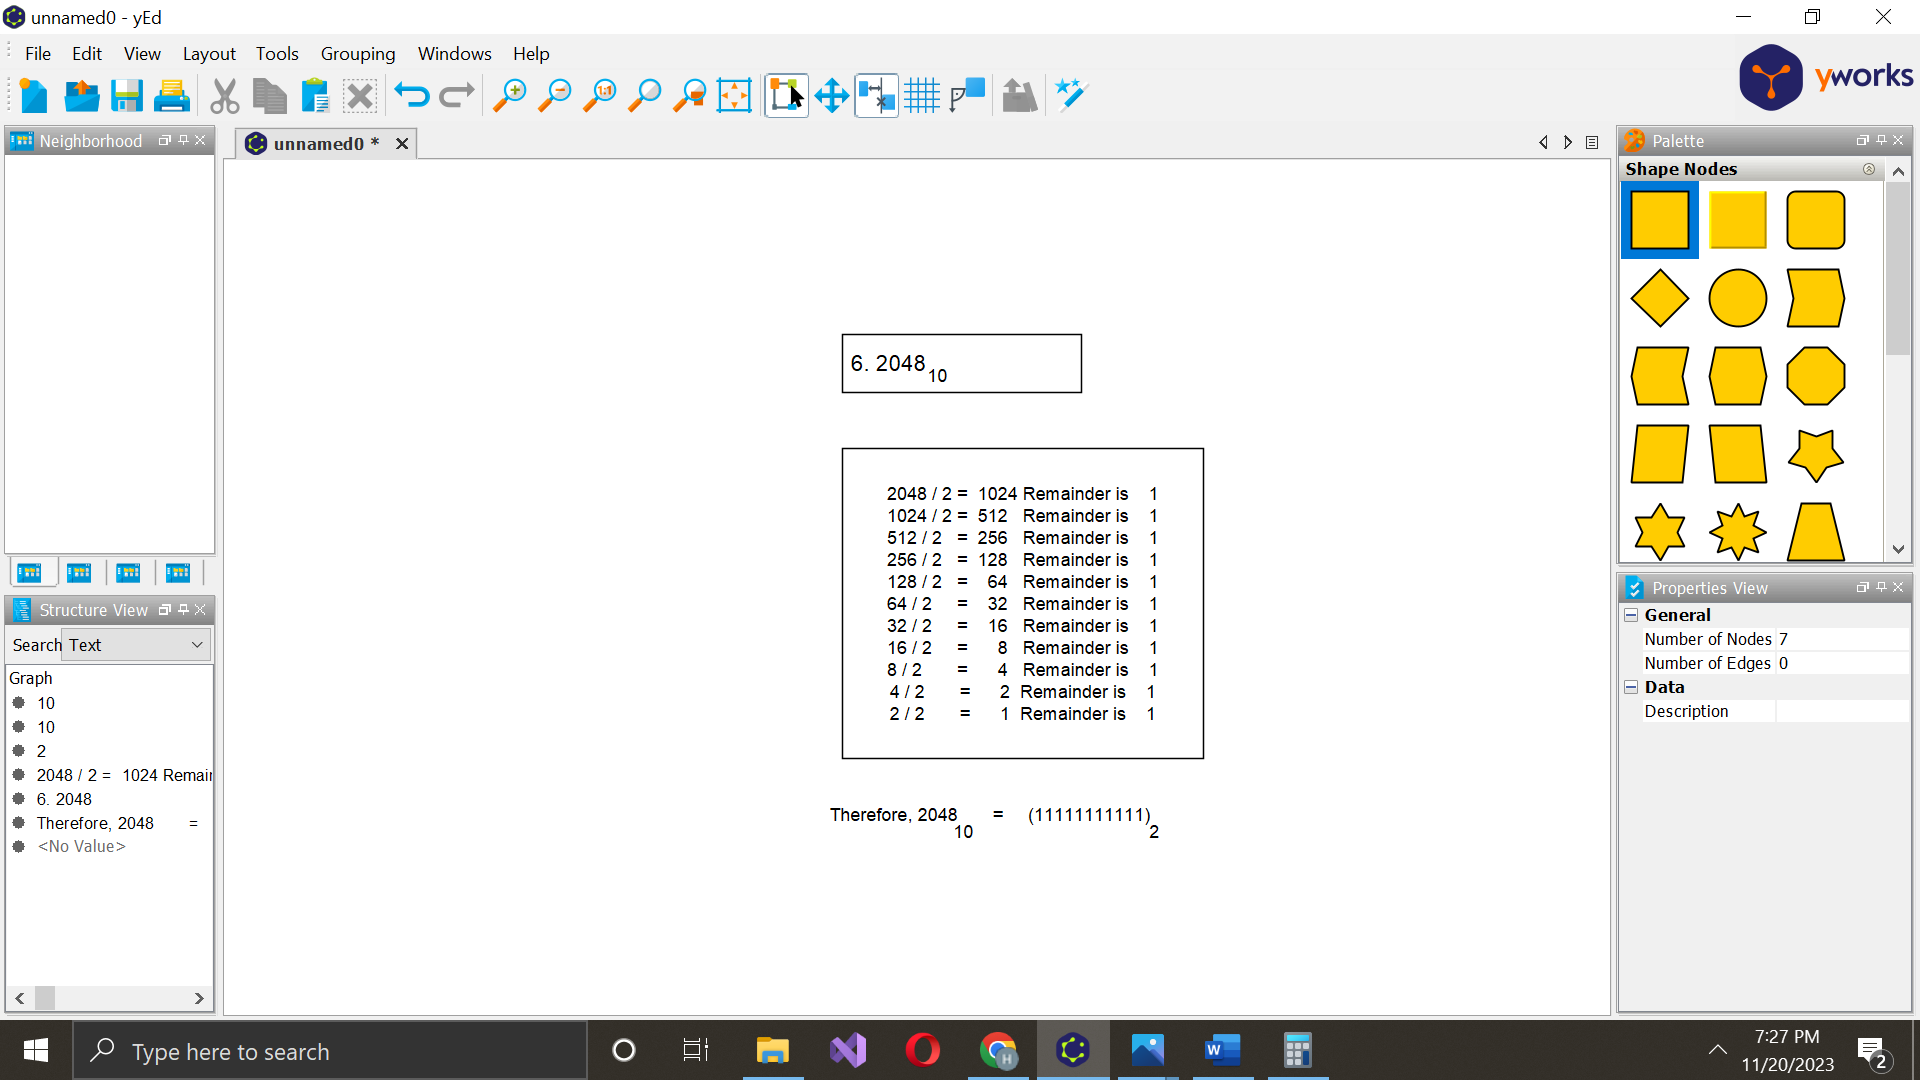 unnamed0 - yEd
File Edit View Layout Tools Grouping Windows Help
yworks
1:1
Neighborhood
unnamed0 *
Palette
Shape Nodes
6. 2048 10
2048 / 2 = 1024 Remainder is 1
1024 / 2 = 512 Remainder is 1
512 / 2 = 256 Remainder is 1
256 / 2 = 128 Remainder is 1
128 / 2 = 64 Remainder is 1
64 / 2 = 32 Remainder is 1
32 / 2 = 16 Remainder is 1
16 / 2 = 8 Remainder is 1
8 / 2 = 4 Remainder is 1
4 / 2 = 2 Remainder is 1
2 / 2 = 1 Remainder is 1
Therefore, 2048 10 = (11111111111) 2
Structure View
Search Text
Graph
10
10
2
2048 / 2 = 1024 Remain
6. 2048
Therefore, 2048 =
<No Value>
Properties View
General
Number of Nodes 7
Number of Edges 0
Data
Description
Type here to search
H
W
7:27 PM
11/20/2023
2